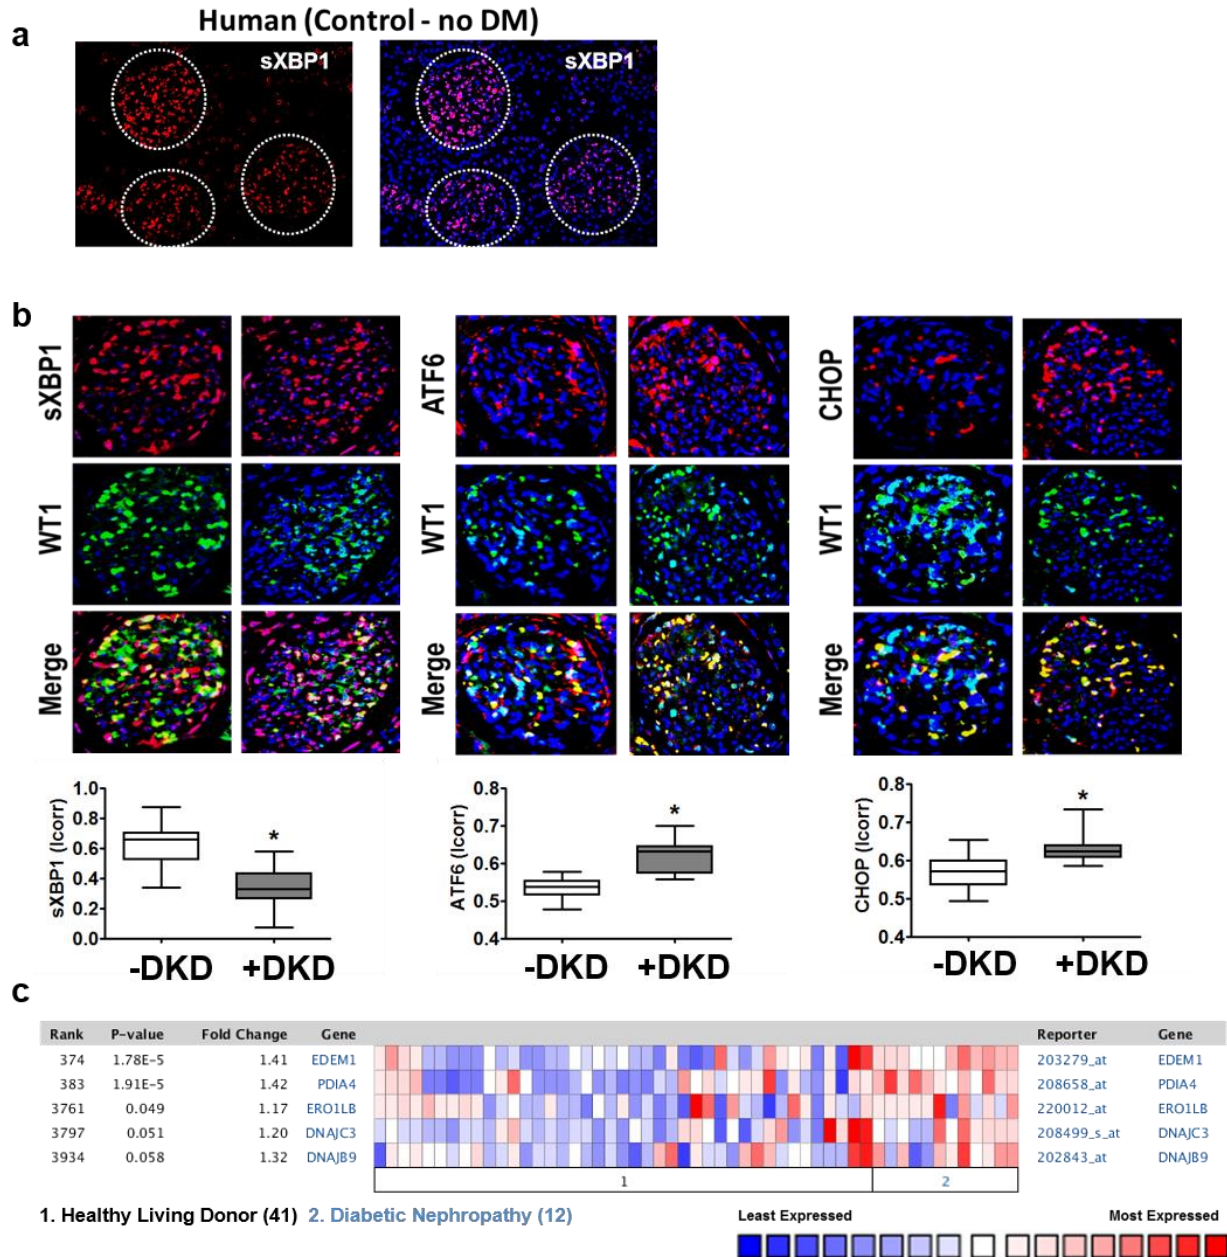 a
Human (Control - no DM)
sXBP1
sXBP1
b
sXBP1
ATF6
CHOP
WT1
WT1
WT1
Merge
Merge
Merge
sXBP1 (Icorr)
1.0
0.8
0.6
0.4
0.2
0.0
*
-DKD +DKD
ATF6 (Icorr)
0.8
0.7
0.6
0.5
0.4
*
-DKD +DKD
CHOP (Icorr)
0.8
0.7
0.6
0.5
0.4
*
-DKD +DKD
c
Rank P-value Fold Change Gene Reporter Gene
374 1.78E-5 1.41 EDEM1 203279_at EDEM1
383 1.91E-5 1.42 PDIA4 208658_at PDIA4
3761 0.049 1.17 ERO1LB 220012_at ERO1LB
3797 0.051 1.20 DNAJC3 208499_s_at DNAJC3
3934 0.058 1.32 DNAJB9 202843_at DNAJB9
1 2
1. Healthy Living Donor (41) 2. Diabetic Nephropathy (12)
Least Expressed Most Expressed